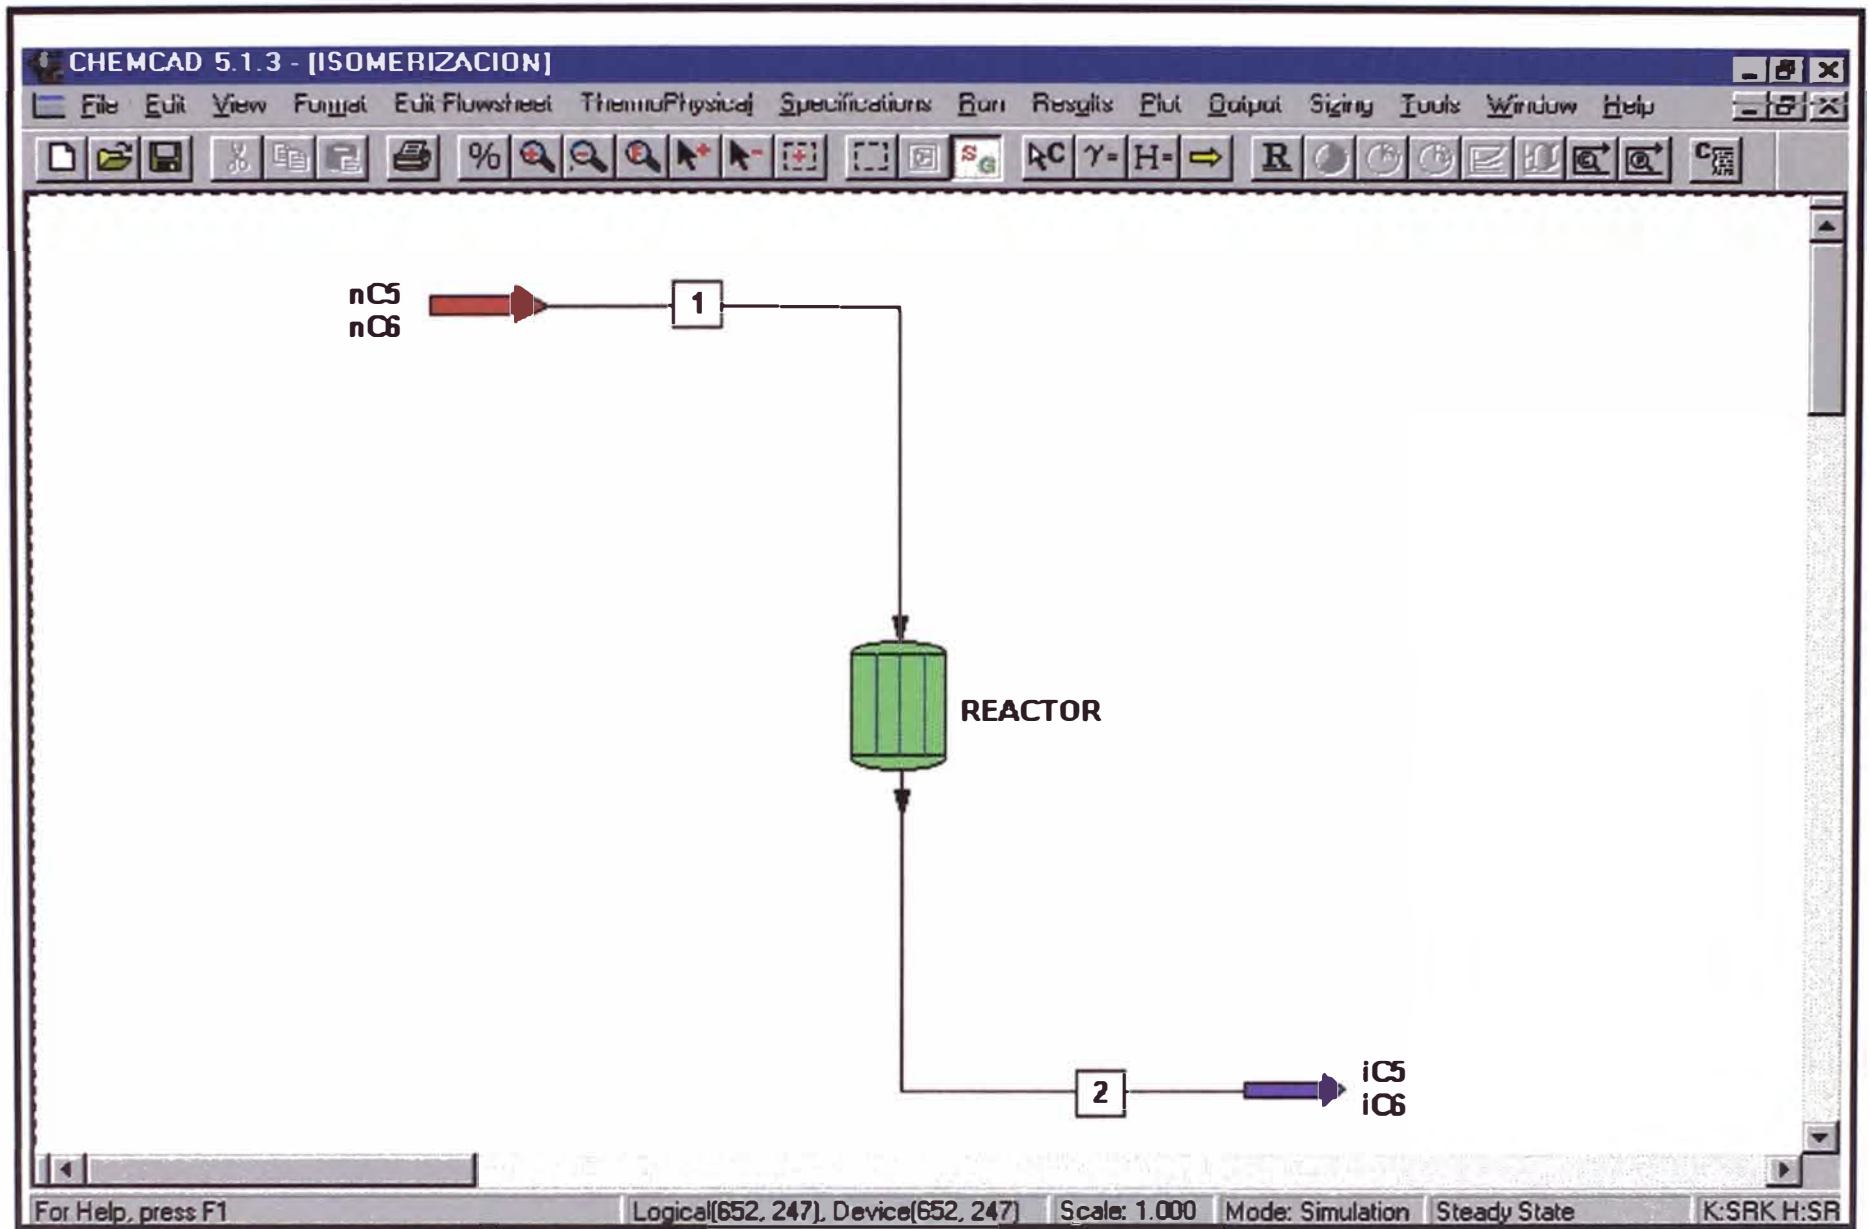 CHEMCAD 5.1.3 - [ISOMERIZACION]
File Edit View Format Edit Flowsheet ThermoPhysical Specifications Run Results Plot Output Sizing Tools Window Help
% S G C γ= H= R C
nC5
nC6
1
REACTOR
2
iC5
iC6
For Help, press F1 Logical[652, 247], Device[652, 247] Scale: 1.000 Mode: Simulation Steady State K:SRK H:SR